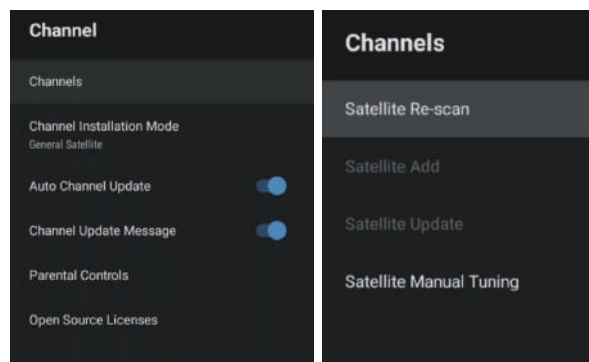 Channel
Channels
Channel Installation Mode
General Satellite
Auto Channel Update
Channel Update Message
Parental Controls
Open Source Licenses
Channels
Satellite Re-scan
Satellite Add
Satellite Update
Satellite Manual Tuning